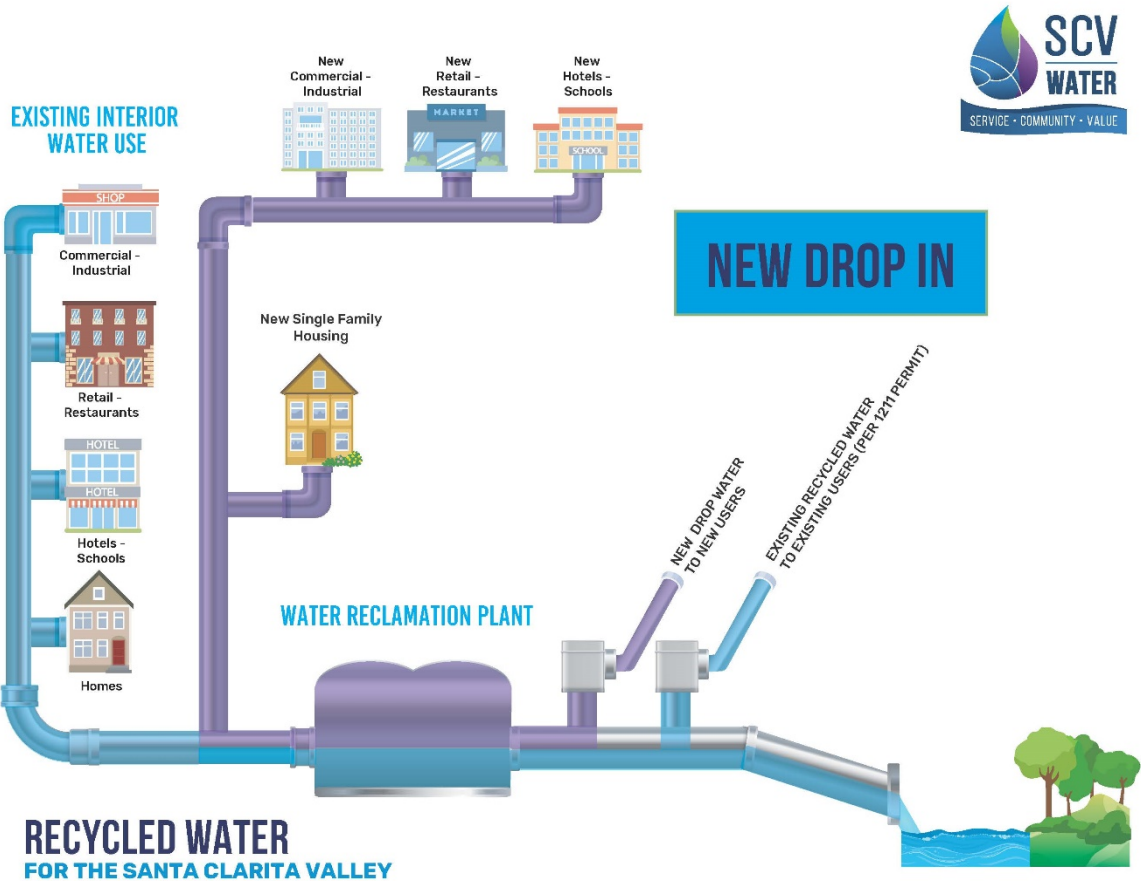 SCV
WATER
SERVICE • COMMUNITY • VALUE
New
Commercial -
Industrial
New
Retail -
Restaurants
New
Hotels -
Schools
MARKET
SCHOOL
EXISTING INTERIOR
WATER USE
SHOP
Commercial -
Industrial
Retail -
Restaurants
HOTEL
HOTEL
Hotels -
Schools
Homes
New Single Family
Housing
NEW DROP IN
NEW DROP WATER
TO NEW USERS
EXISTING RECYCLED WATER
TO EXISTING USERS (PER 1211 PERMIT)
WATER RECLAMATION PLANT
RECYCLED WATER
FOR THE SANTA CLARITA VALLEY